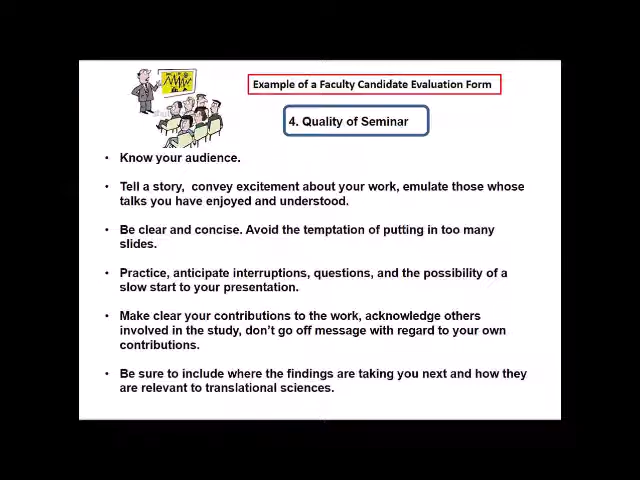 Example of a Faculty Candidate Evaluation Form
4. Quality of Seminar
• Know your audience.
• Tell a story, convey excitement about your work, emulate those whose
talks you have enjoyed and understood.
• Be clear and concise. Avoid the temptation of putting in too many
slides.
• Practice, anticipate interruptions, questions, and the possibility of a
slow start to your presentation.
• Make clear your contributions to the work, acknowledge others
involved in the study, don't go off message with regard to your own
contributions.
• Be sure to include where the findings are taking you next and how they
are relevant to translational sciences.